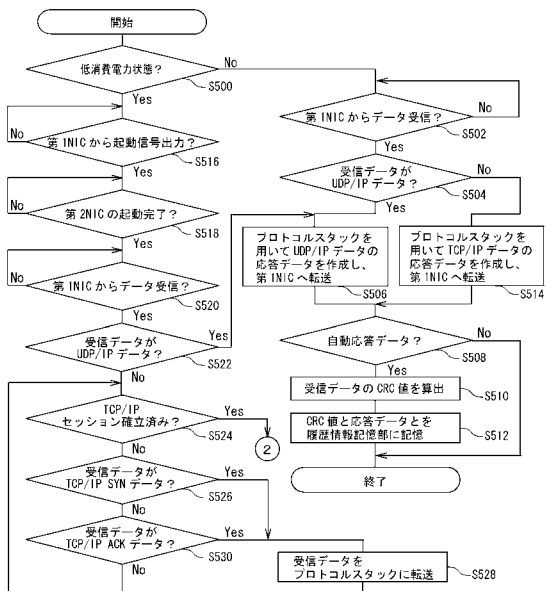 開始
低消費電力状態？
No
S500
Yes
第1NICから起動信号出力？
No
S516
Yes
第2NICの起動完了？
No
S518
Yes
第1NICからデータ受信？
No
S520
Yes
受信データが
UDP/IPデータ？
Yes
S522
No
TCP/IP
セッション確立済み？
Yes
S524
2
No
受信データが
TCP/IP SYNデータ？
Yes
S526
No
受信データが
TCP/IP ACKデータ？
Yes
S530
No
受信データを
プロトコルスタックに転送
S528
第1NICからデータ受信？
No
S502
Yes
受信データが
UDP/IPデータ？
No
S504
Yes
プロトコルスタックを
用いてUDP/IPデータの
応答データを作成し、
第1NICへ転送
S506
プロトコルスタックを
用いてTCP/IPデータの
応答データを作成し、
第1NICへ転送
S514
自動応答データ？
No
S508
Yes
受信データのCRC値を算出
S510
CRC値と応答データとを
履歴情報記憶部に記憶
S512
終了